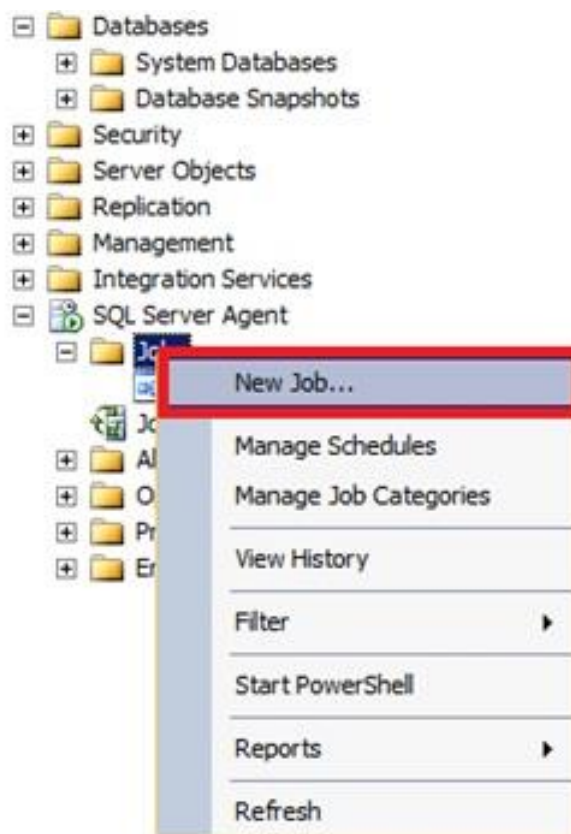 Databases
System Databases
Database Snapshots
Security
Server Objects
Replication
Management
Integration Services
SQL Server Agent
New Job...
Manage Schedules
Manage Job Categories
View History
Filter
Start PowerShell
Reports
Refresh